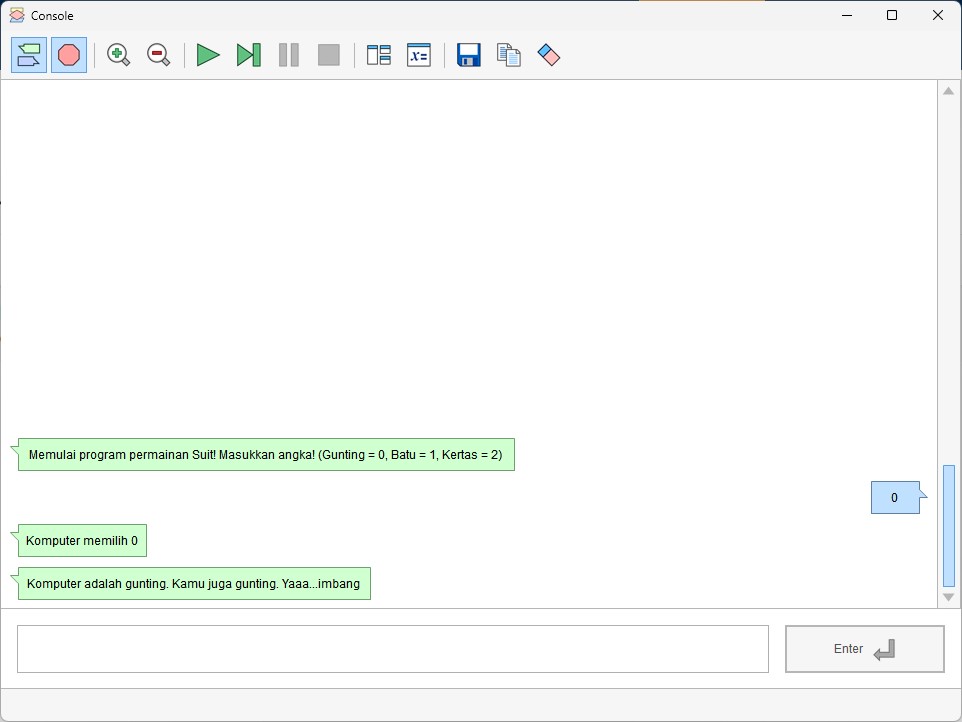 Console
x=
Memulai program permainan Suit! Masukkan angka! (Gunting = 0, Batu = 1, Kertas = 2)
0
Komputer memilih 0
Komputer adalah gunting. Kamu juga gunting. Yaaa...imbang
Enter